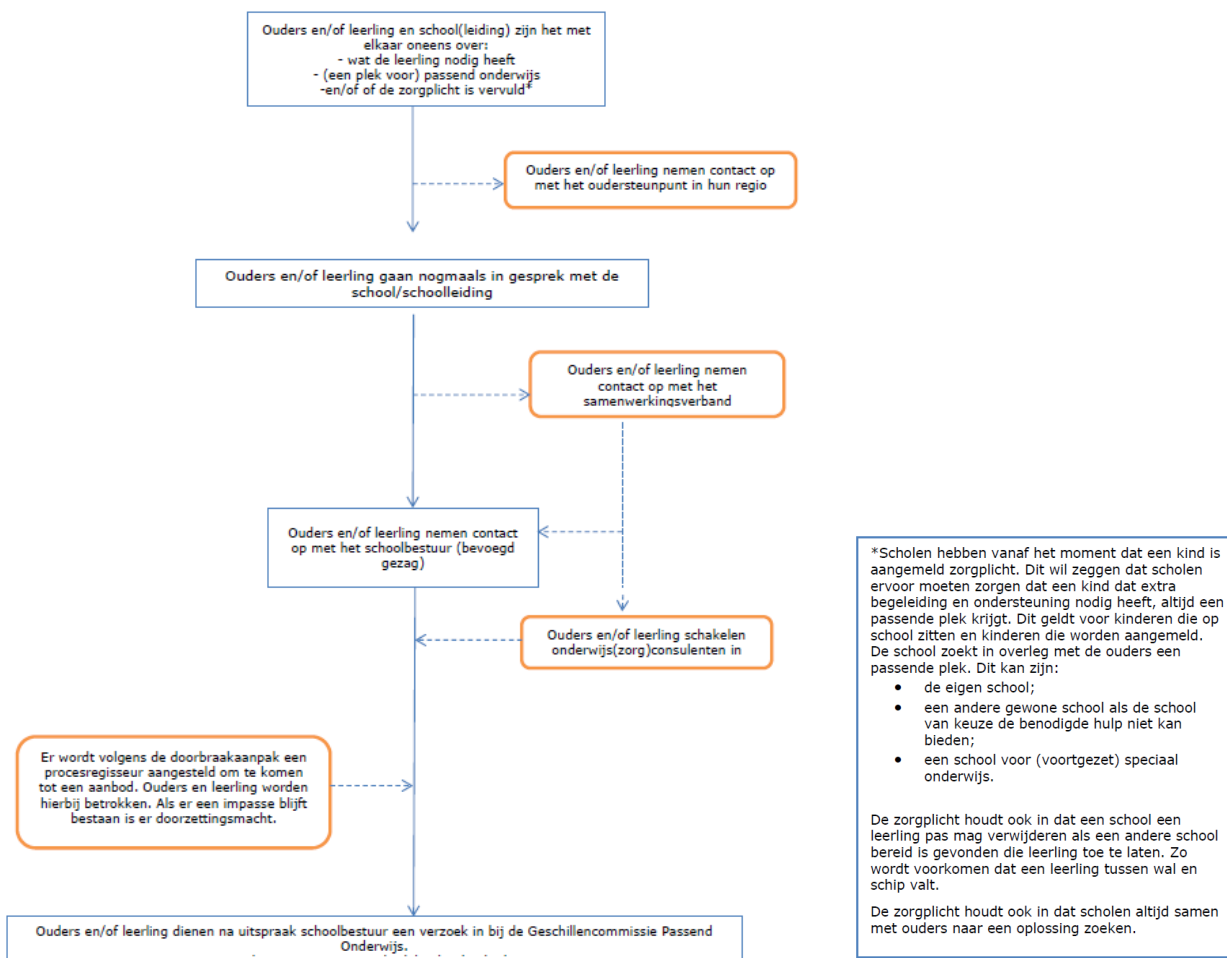 Ouders en/of leerling en school(leiding) zijn het met
elkaar oneens over:
- wat de leerling nodig heeft
- (een plek voor) passend onderwijs
-en/of of de zorgplicht is vervuld*
Ouders en/of leerling nemen contact op
met het oudersteunpunt in hun regio
Ouders en/of leerling gaan nogmaals in gesprek met de
school/schoolleiding
Ouders en/of leerling nemen
contact op met het
samenwerkingsverband
Ouders en/of leerling nemen contact
op met het schoolbestuur (bevoegd
gezag)
Ouders en/of leerling schakelen
onderwijs(zorg)consulenten in
Er wordt volgens de doorbraakaanpak een
procesregisseur aangesteld om te komen
tot een aanbod. Ouders en leerling worden
hierbij betrokken. Als er een impasse blijft
bestaan is er doorzettingsmacht.
Ouders en/of leerling dienen na uitspraak schoolbestuur een verzoek in bij de Geschillencommissie Passend
Onderwijs.
*Scholen hebben vanaf het moment dat een kind is
aangemeld zorgplicht. Dit wil zeggen dat scholen
ervoor moeten zorgen dat een kind dat extra
begeleiding en ondersteuning nodig heeft, altijd een
passende plek krijgt. Dit geldt voor kinderen die op
school zitten en kinderen die worden aangemeld.
De school zoekt in overleg met de ouders een
passende plek. Dit kan zijn:
• de eigen school;
• een andere gewone school als de school
van keuze de benodigde hulp niet kan
bieden;
• een school voor (voortgezet) speciaal
onderwijs.
De zorgplicht houdt ook in dat een school een
leerling pas mag verwijderen als een andere school
bereid is gevonden die leerling toe te laten. Zo
wordt voorkomen dat een leerling tussen wal en
schip valt.
De zorgplicht houdt ook in dat scholen altijd samen
met ouders naar een oplossing zoeken.